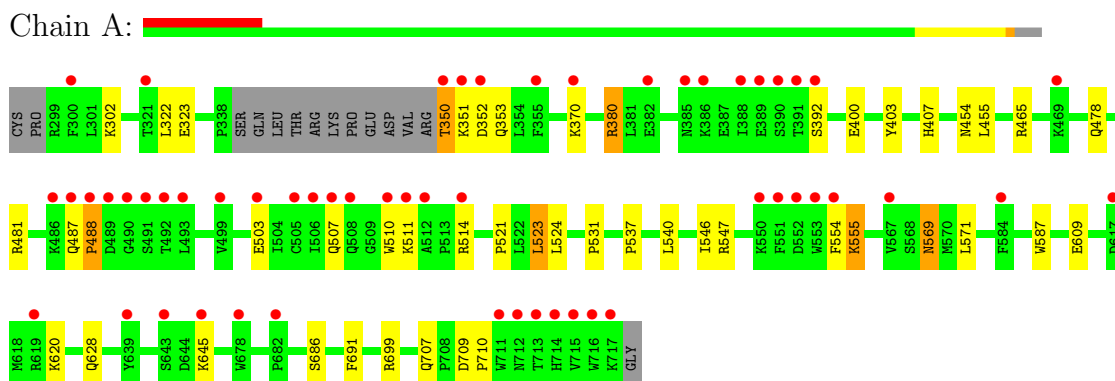 Chain A:
CYS PRO R299 F300 L301 K302 T321 L322 E323 P338 SER GLN LEU THR ARG LYS PRO GLU ASP VAL ARG T350 K351 D352 Q353 L354 F355 K370 R380 L381 E382 N385 K386 E387 I388 E389 S390 T391 S392 E400 Y403 H407 N454 L455 R465 K469 Q478
R481 K486 Q487 P488 D489 G490 S491 T492 L493 V499 E503 I504 C505 I506 Q507 Q508 G509 W510 K511 A512 P513 R514 P521 L522 L523 L524 P531 P537 L540 I546 R547 K550 F551 D552 W553 F554 K555 V567 S568 N569 M570 L571 F584 W587 E609
M618 R619 K620 Q628 Y639 S643 D644 K645 W678 P682 S686 F691 R699 Q707 P708 D709 P710 W711 N712 T713 H714 V715 W716 K717 GLY